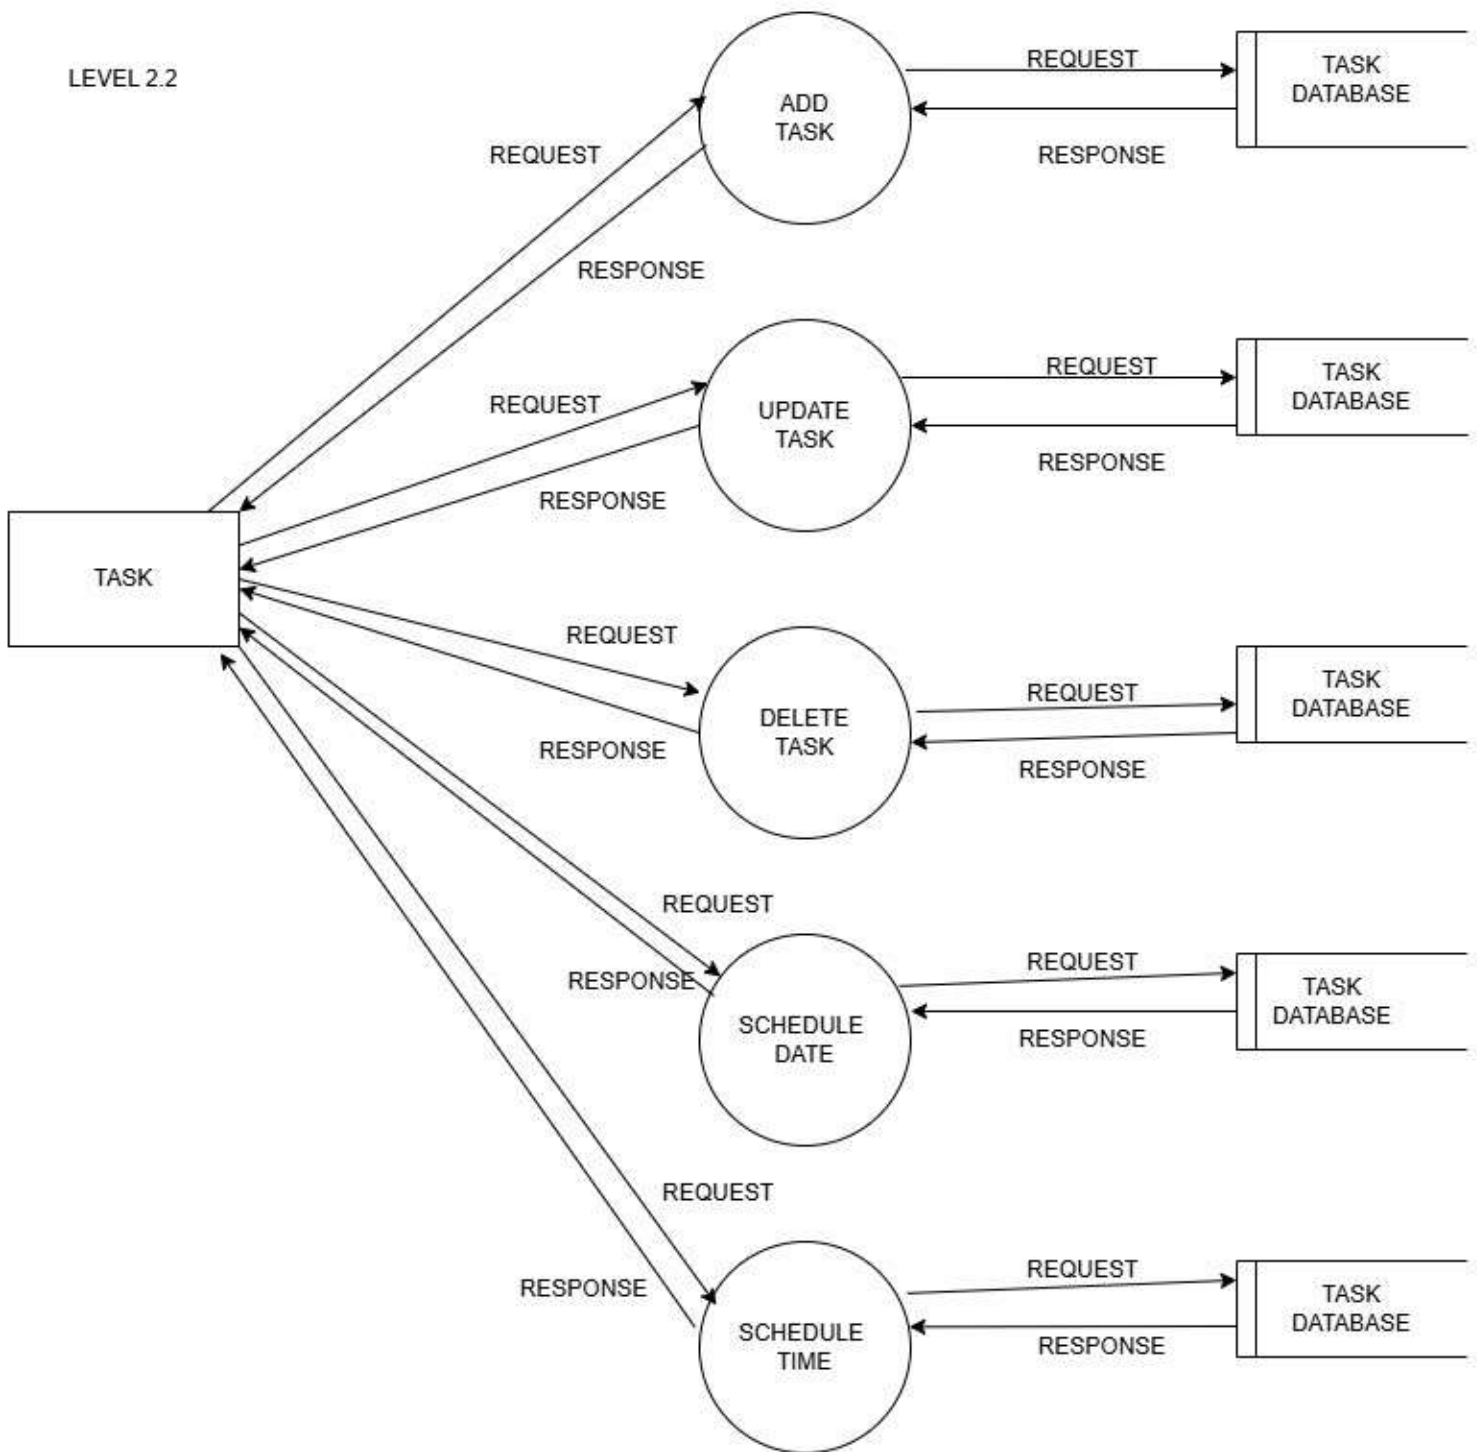 LEVEL 2.2
REQUEST
TASK
DATABASE
ADD
TASK
REQUEST
RESPONSE
RESPONSE
REQUEST
TASK
DATABASE
REQUEST
UPDATE
TASK
RESPONSE
RESPONSE
TASK
REQUEST
DELETE
TASK
REQUEST
TASK
DATABASE
RESPONSE
RESPONSE
REQUEST
RESPONSE
SCHEDULE
DATE
REQUEST
TASK
DATABASE
RESPONSE
REQUEST
RESPONSE
SCHEDULE
TIME
REQUEST
TASK
DATABASE
RESPONSE